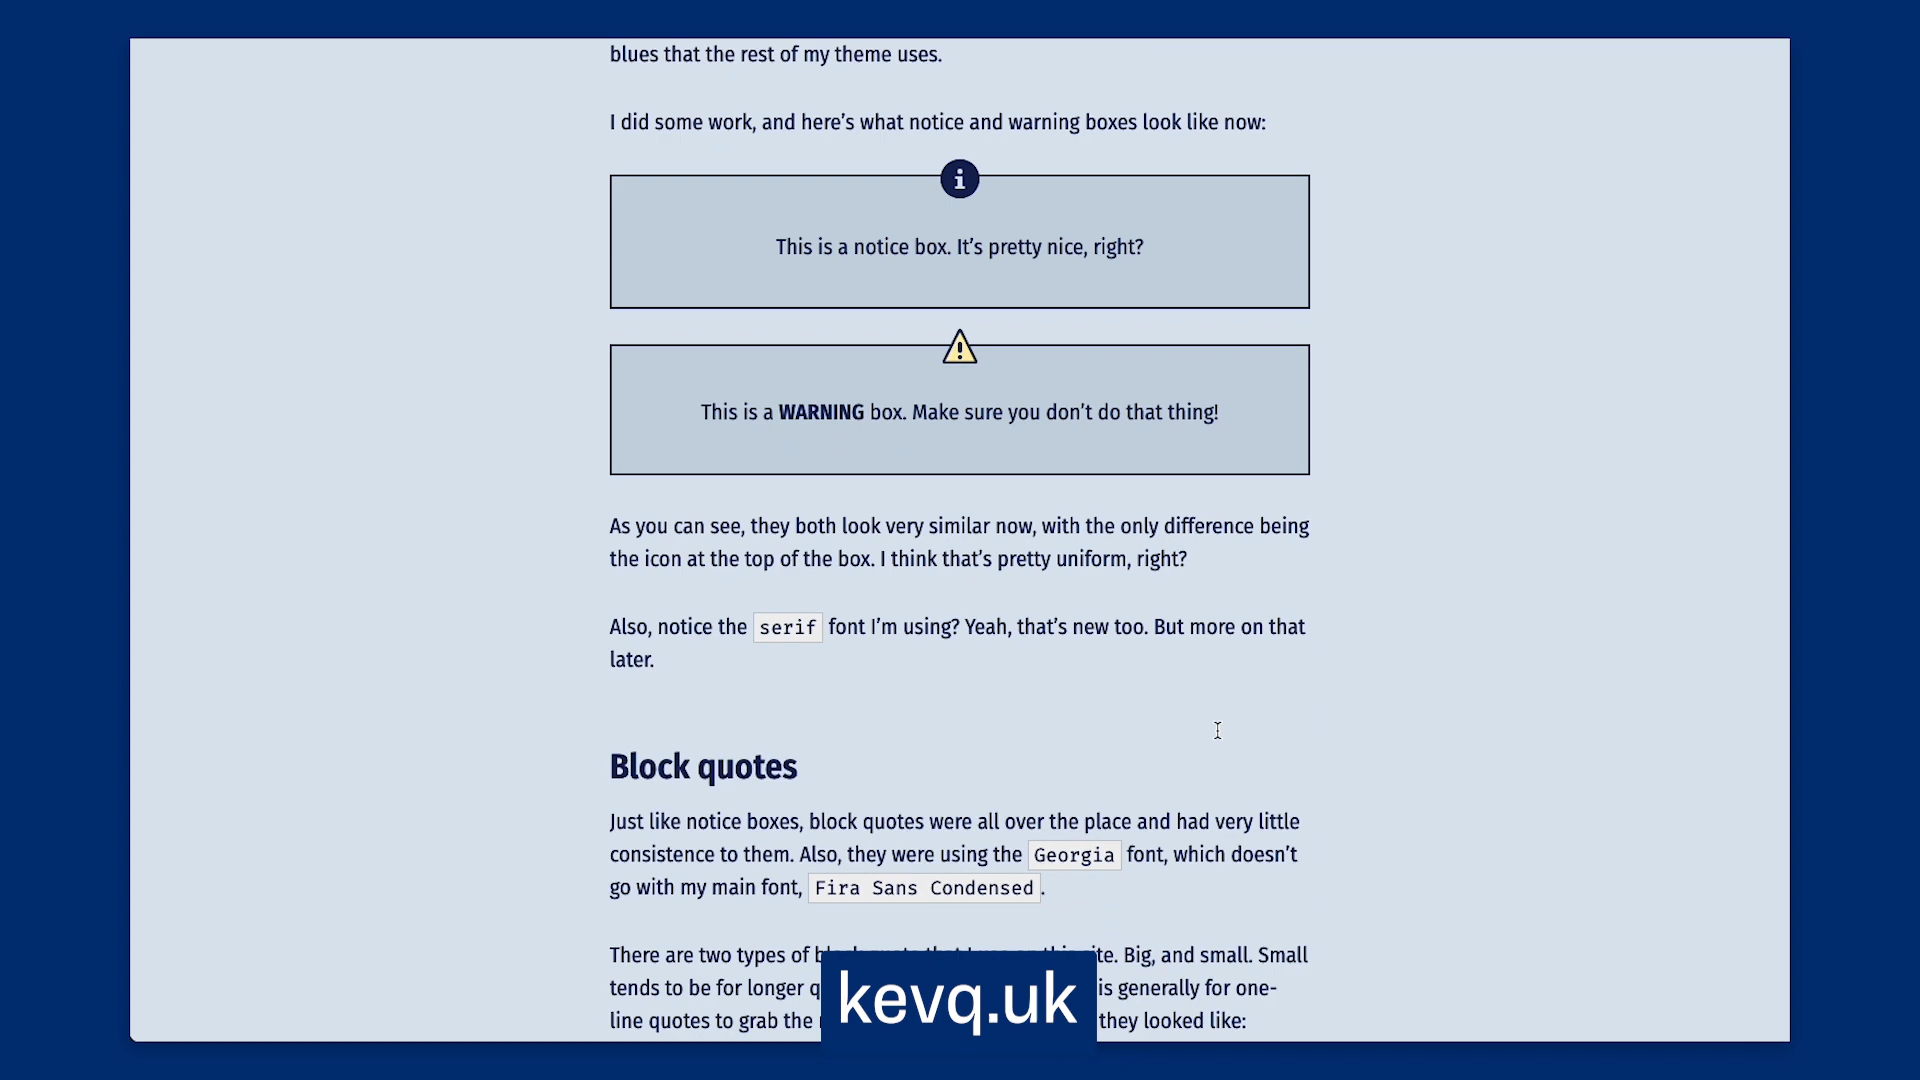 blues that the rest of my theme uses.
I did some work, and here's what notice and warning boxes look like now:
i
This is a notice box. It's pretty nice, right?
!
This is a WARNING box. Make sure you don't do that thing!
As you can see, they both look very similar now, with the only difference being
the icon at the top of the box. I think that's pretty uniform, right?
Also, notice the serif font I'm using? Yeah, that's new too. But more on that
later.
Block quotes
Just like notice boxes, block quotes were all over the place and had very little
consistence to them. Also, they were using the Georgia font, which doesn't
go with my main font, Fira Sans Condensed.
There are two types of block quote that I use on this site. Big, and small. Small
tends to be for longer is generally for one-
line quotes to grab the they looked like:
kevq.uk